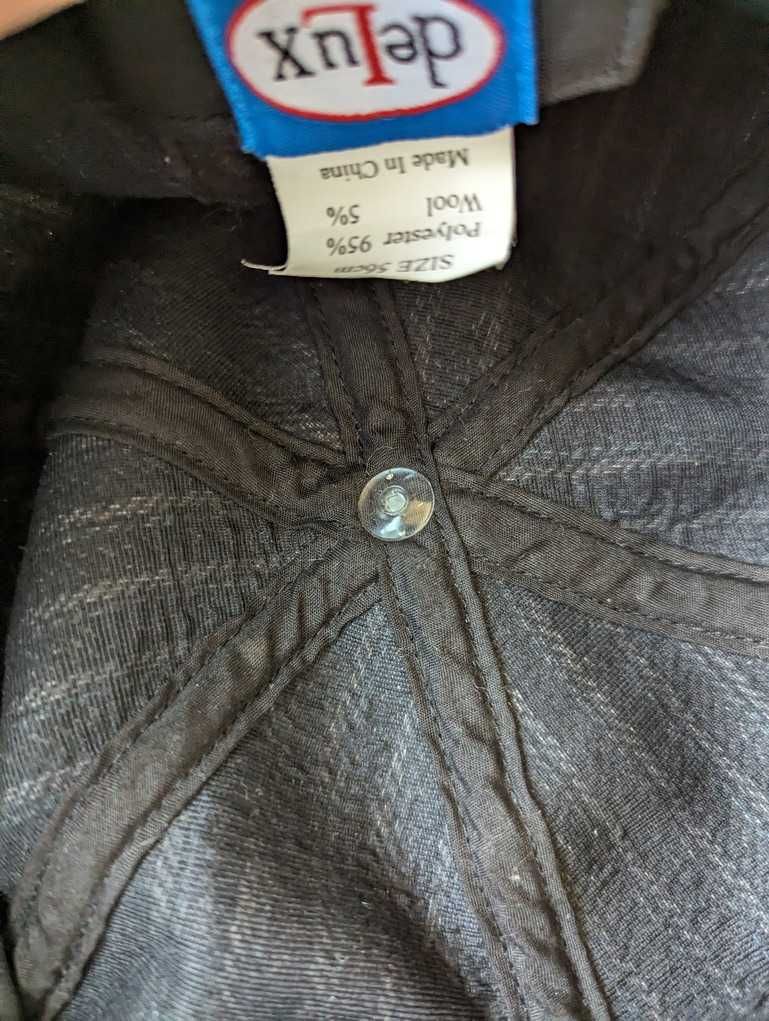 deLux
SIZE 56cm
Polyester 95%
Wool 5%
Made In China